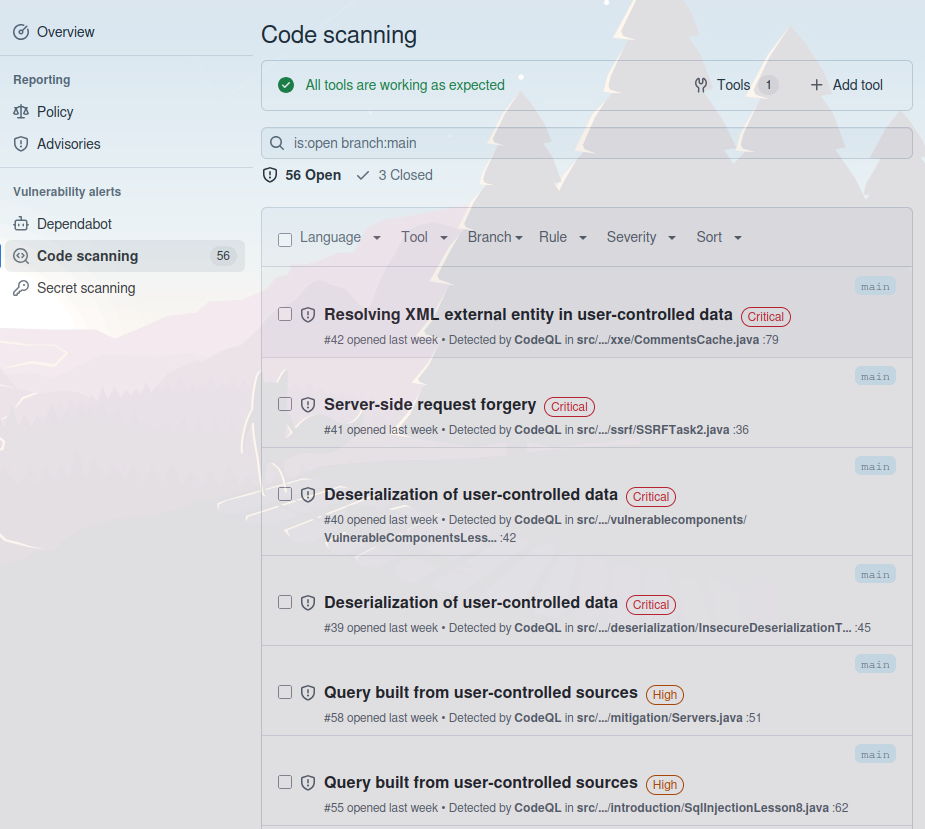 Overview
Reporting
Policy
Advisories
Vulnerability alerts
Dependabot
Code scanning 56
Secret scanning
Code scanning
All tools are working as expected Tools 1 Add tool
is:open branch:main
56 Open 3 Closed
Language Tool Branch Rule Severity Sort
main
Resolving XML external entity in user-controlled data Critical
#42 opened last week • Detected by CodeQL in src/.../xxe/CommentsCache.java :79
main
Server-side request forgery Critical
#41 opened last week • Detected by CodeQL in src/.../ssrf/SSRFTask2.java :36
main
Deserialization of user-controlled data Critical
#40 opened last week • Detected by CodeQL in src/.../vulnerablecomponents/
VulnerableComponentsLess... :42
main
Deserialization of user-controlled data Critical
#39 opened last week • Detected by CodeQL in src/.../deserialization/InsecureDeserializationT... :45
main
Query built from user-controlled sources High
#58 opened last week • Detected by CodeQL in src/.../mitigation/Servers.java :51
main
Query built from user-controlled sources High
#55 opened last week • Detected by CodeQL in src/.../introduction/SqlInjectionLesson8.java :62